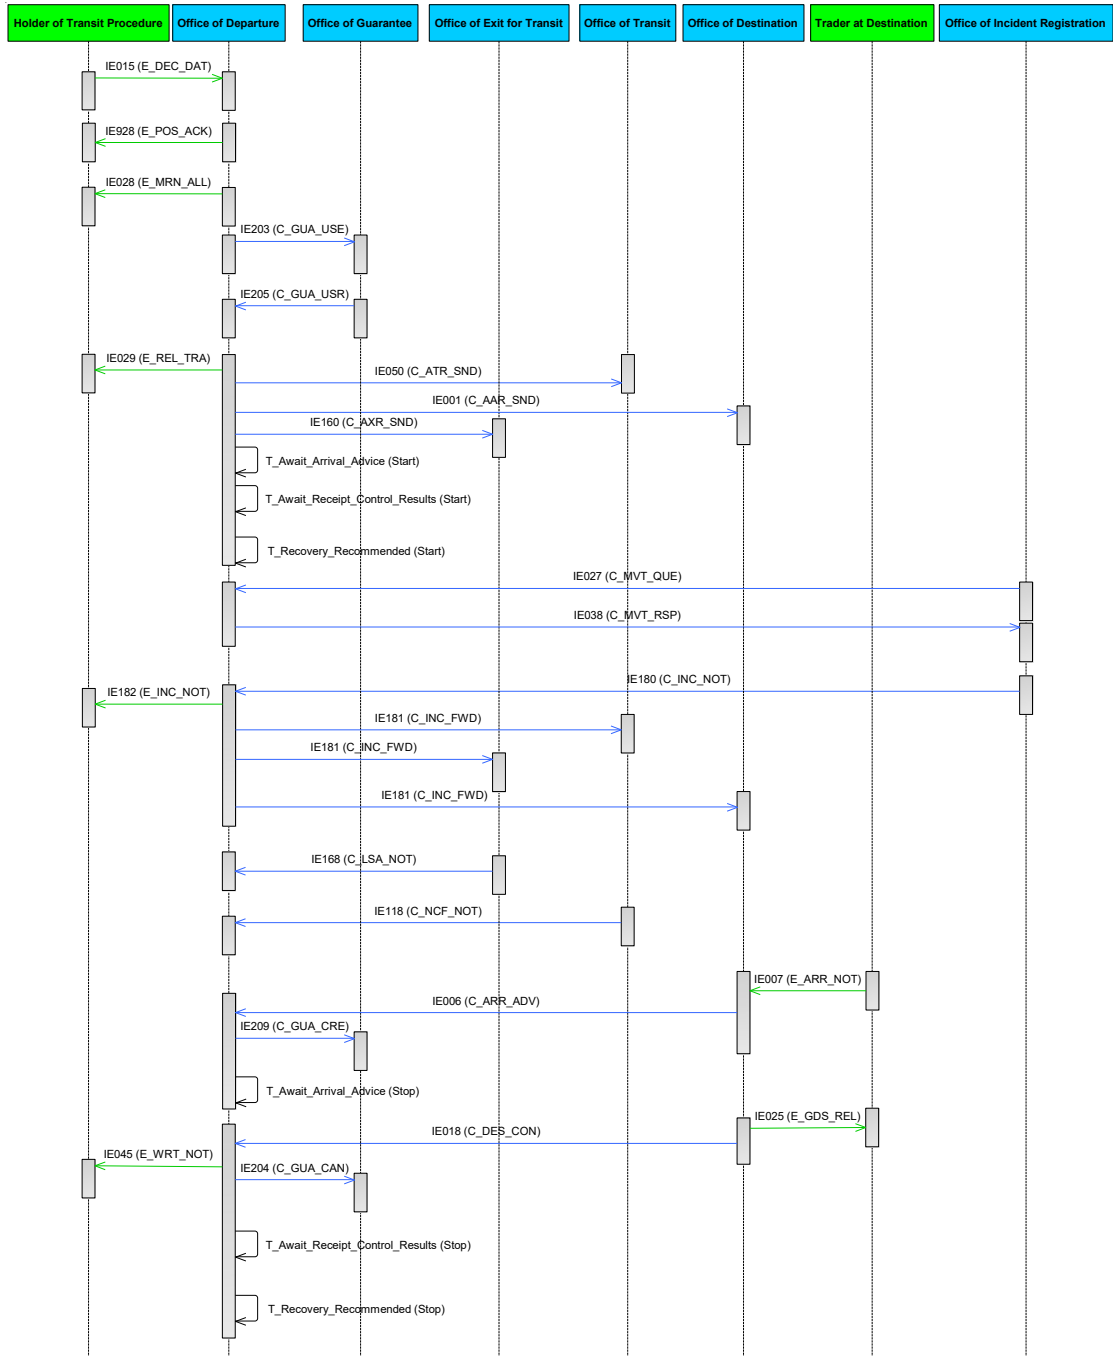 Holder of Transit Procedure
Office of Departure
Office of Guarantee
Office of Exit for Transit
Office of Transit
Office of Destination
Trader at Destination
Office of Incident Registration
IE015 (E_DEC_DAT)
IE928 (E_POS_ACK)
IE028 (E_MRN_ALL)
IE203 (C_GUA_USE)
IE205 (C_GUA_USR)
IE029 (E_REL_TRA)
IE050 (C_ATR_SND)
IE001 (C_AAR_SND)
IE160 (C_AXR_SND)
T_Await_Arrival_Advice (Start)
T_Await_Receipt_Control_Results (Start)
T_Recovery_Recommended (Start)
IE027 (C_MVT_QUE)
IE038 (C_MVT_RSP)
IE180 (C_INC_NOT)
IE182 (E_INC_NOT)
IE181 (C_INC_FWD)
IE181 (C_INC_FWD)
IE181 (C_INC_FWD)
IE168 (C_LSA_NOT)
IE118 (C_NCF_NOT)
IE007 (E_ARR_NOT)
IE006 (C_ARR_ADV)
IE209 (C_GUA_CRE)
T_Await_Arrival_Advice (Stop)
IE025 (E_GDS_REL)
IE018 (C_DES_CON)
IE045 (E_WRT_NOT)
IE204 (C_GUA_CAN)
T_Await_Receipt_Control_Results (Stop)
T_Recovery_Recommended (Stop)